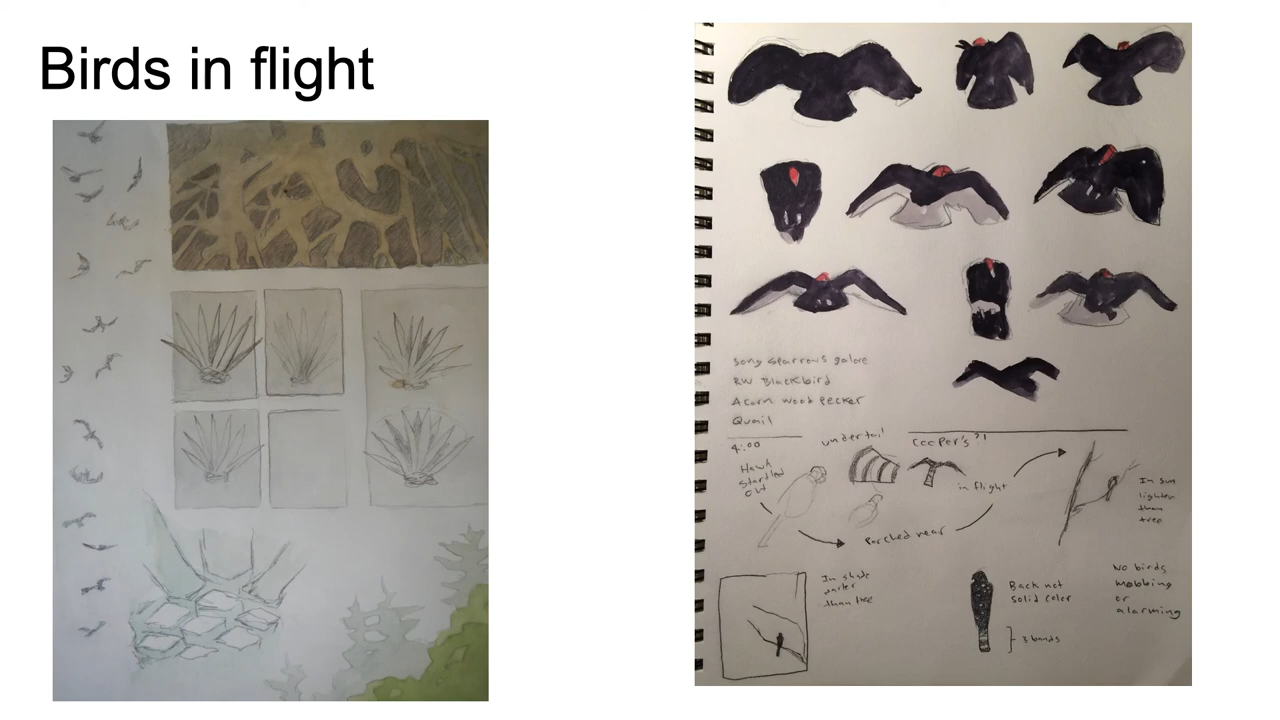 Birds in flight
Song Sparrows galore
RW Blackbird
Acorn Woodpecker
Quail
4:00
Hawk
startled
out
undertail
Cooper's?!
in flight
Perched near
In sun
lighter
than
tree
In shade
darker
than tree
Back not
solid color
3 bands
No birds
mobbing
or
alarming